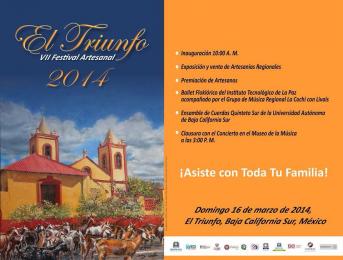 El Triunfo
VII Festival Artesanal
2014
Inauguración 10:00 A. M.
Exposición y venta de Artesanías Regionales
Premiación de Artesanos
Ballet Floklórico del Instituto Tecnológico de La Paz
acompañado por el Grupo de Música Regional La Cachi con Livais
Ensamble de Cuerdas Quinteto Sur de la Universidad Autónoma
de Baja California Sur
Clausura con el Concierto en el Museo de la Música
a las 3:00 P. M.
¡Asiste con Toda Tu Familia!
Domingo 16 de marzo de 2014,
El Triunfo, Baja California Sur, México